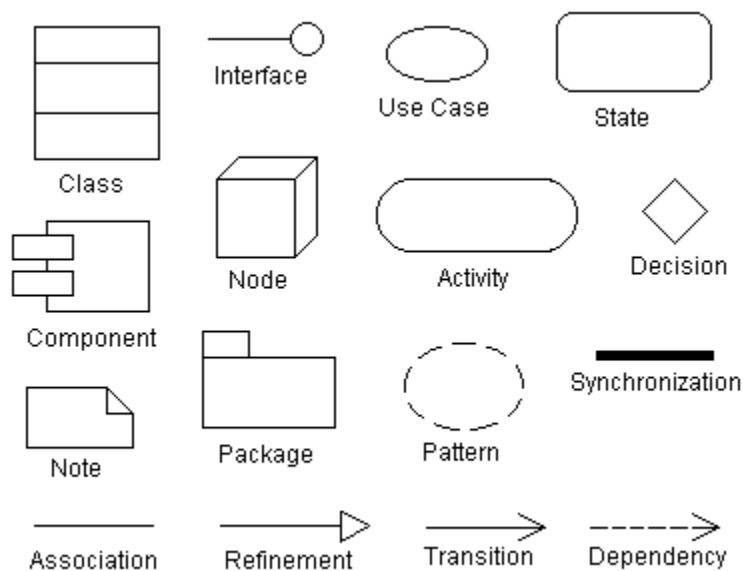 Interface
Use Case
State
Class
Node
Activity
Decision
Component
Synchronization
Note
Package
Pattern
Association
Refinement
Transition
Dependency